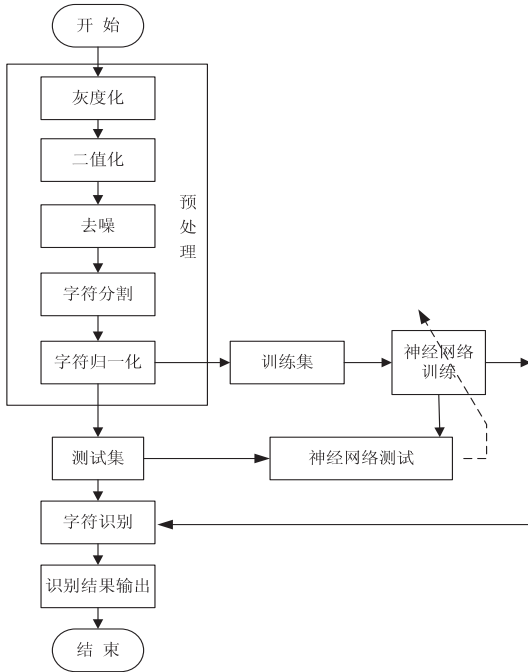 开 始
灰度化
二值化
去噪
预
处
理
字符分割
字符归一化
训练集
神经网络
训练
测试集
神经网络测试
字符识别
识别结果输出
结 束